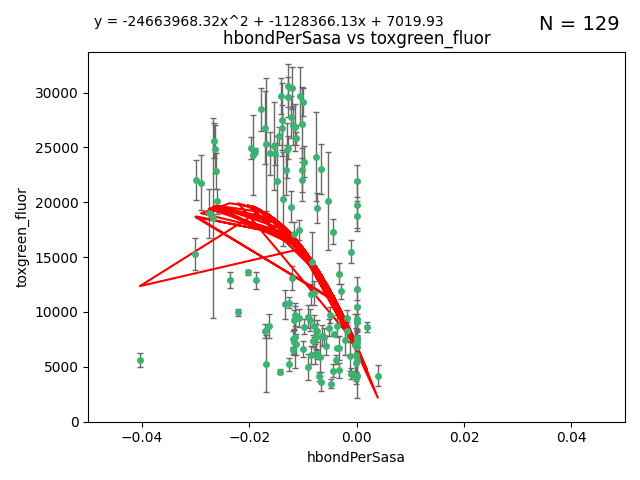 y = -24663968.32x^2 + -1128366.13x + 7019.93
N = 129
hbondPerSasa vs toxgreen_fluor
30000
25000
20000
15000
10000
5000
0
toxgreen_fluor
−0.04
−0.02
0.00
0.02
0.04
hbondPerSasa